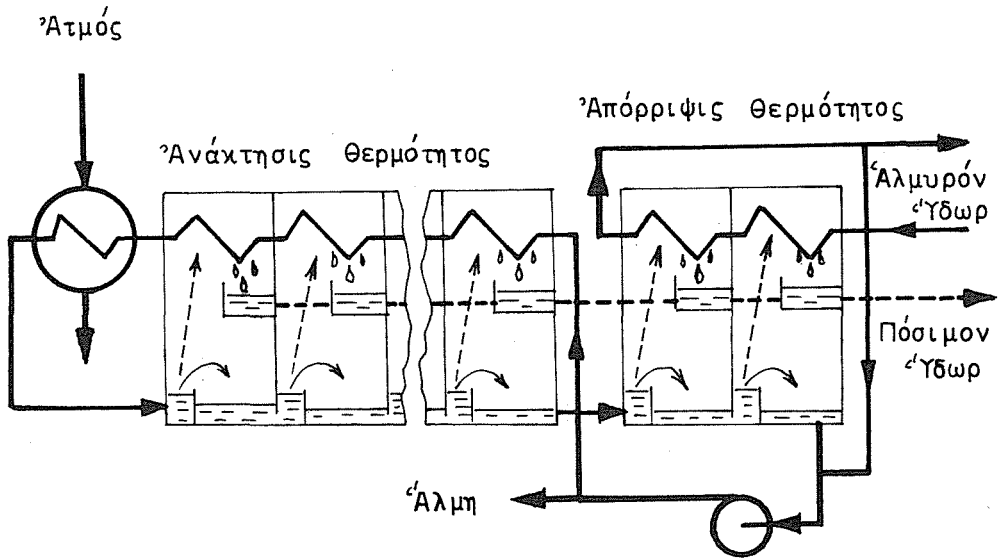 Ἀτμός
Ἀπόρριψις θερμότητος
Ἀνάκτησις θερμότητος
Ἁλμυρόν
Ὕδωρ
Πόσιμον
Ὕδωρ
Ἅλμη